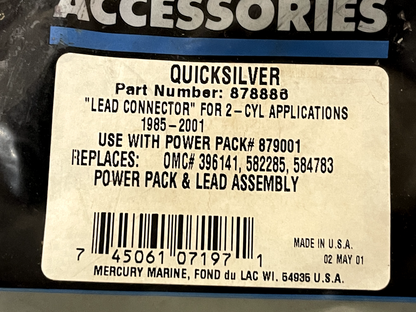 ACCESSORIES
QUICKSILVER
Part Number: 878886
"LEAD CONNECTOR" FOR 2-CYL APPLICATIONS
1985-2001
USE WITH POWER PACK# 879001
REPLACES: OMC# 396141, 582285, 584783
POWER PACK & LEAD ASSEMBLY
MADE IN U.S.A.
7 45061 07197 1
02 MAY 01
MERCURY MARINE, FOND du LAC WI. 54935 U.S.A.